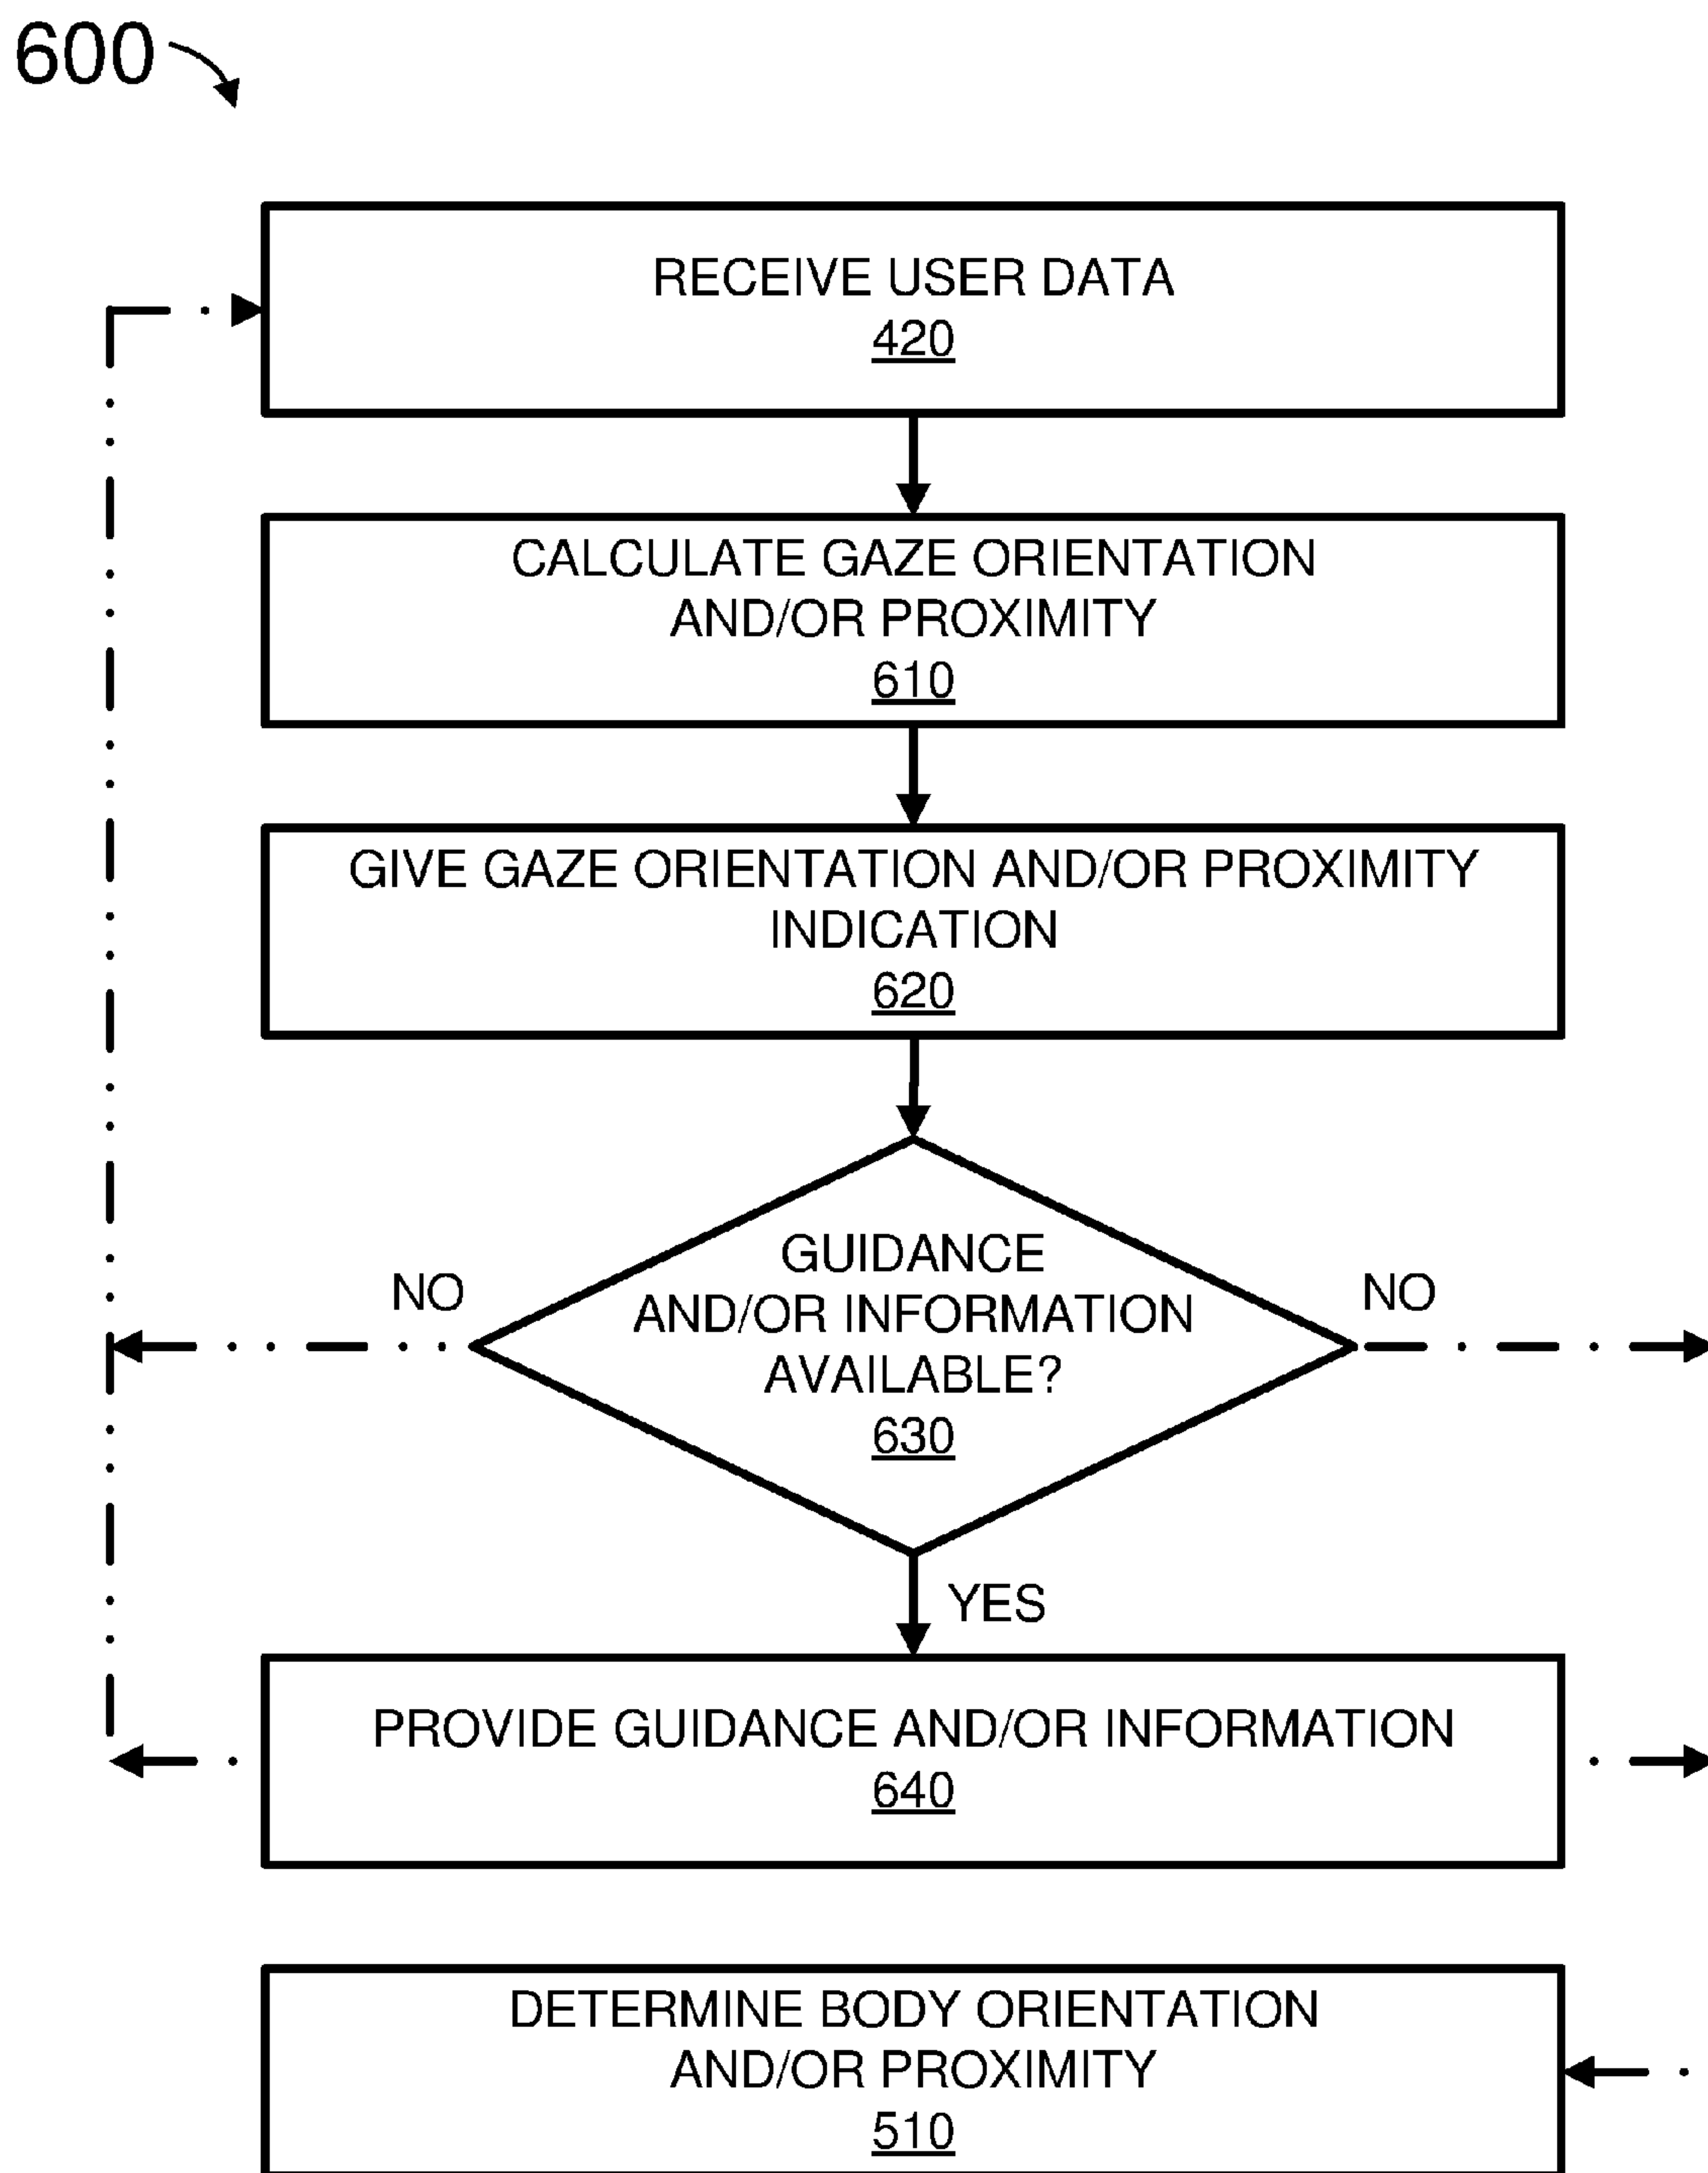 600
RECEIVE USER DATA
420
CALCULATE GAZE ORIENTATION
AND/OR PROXIMITY
610
GIVE GAZE ORIENTATION AND/OR PROXIMITY
INDICATION
620
GUIDANCE
AND/OR INFORMATION
AVAILABLE?
630
NO
NO
YES
PROVIDE GUIDANCE AND/OR INFORMATION
640
DETERMINE BODY ORIENTATION
AND/OR PROXIMITY
510